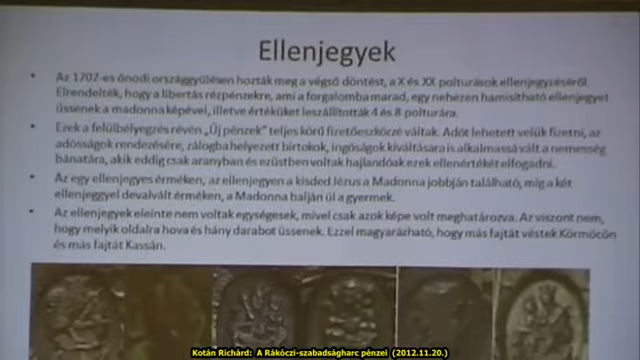 Ellenjegyek
• Az 1707-es ónodi országgyűlésen hozták meg a végső döntést, a X és XX polturások ellenjegyzéséről.
Elrendelték, hogy a libertás rézpénzekre, ami a forgalomba marad, egy nehezen hamisítható ellenjegyet
üssenek a madonna képével, illetve értéküket leszállították 4 és 8 polturára.
• Ezek a felülbélyegzés révén „Új pénzek" teljes körű fizetőeszközzé váltak. Adót lehetett velük fizetni, az
adósságok rendezésére, zálogba helyezett birtokok, ingóságok kiváltására is alkalmassá vált a nemesség
bánatára, akik eddig csak aranyban és ezüstben voltak hajlandóak ezek ellenértékét elfogadni.
• Az egy ellenjegyes érméken, az ellenjegyen a kisded Jézus a Madonna jobbján található, míg a két
ellenjeggyel devalvált érméken, a Madonna balján ül a gyermek.
• Az ellenjegyek eleinte nem voltak egységesek, mivel csak azok képe volt meghatározva. Az viszont nem,
hogy melyik oldalra hova és hány darabot üssenek. Ezzel magyarázható, hogy más fajtát véstek Körmöcön
és más fajtát Kassán.
Kotán Richárd: A Rákóczi-szabadságharc pénzei (2012.11.20.)